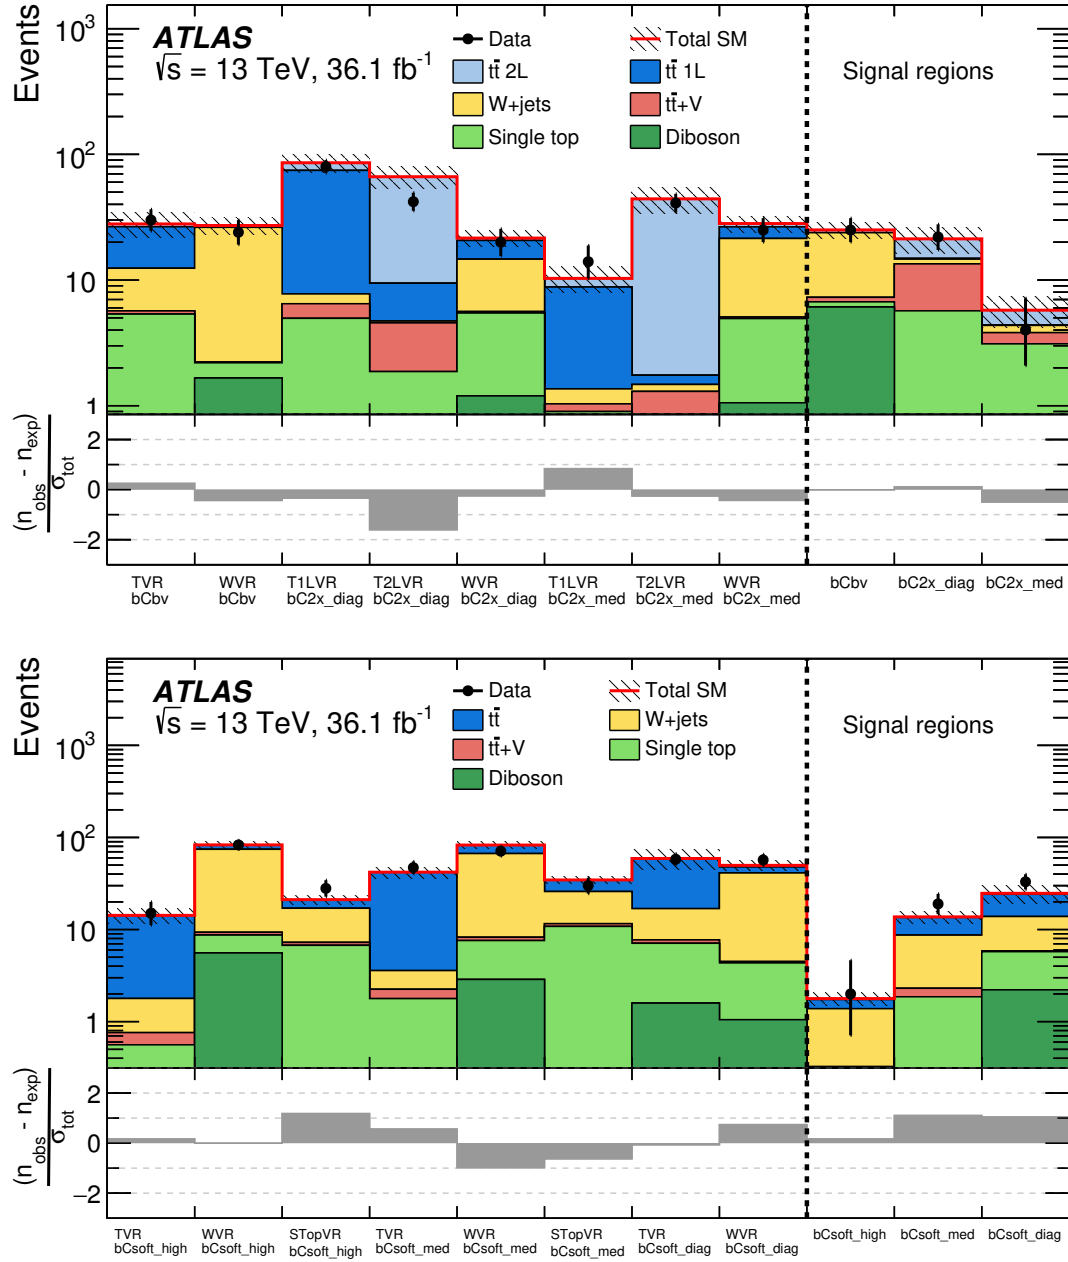 Events
10³
10²
10
1
ATLAS
√s = 13 TeV, 36.1 fb⁻¹
Data
Total SM
tt̄ 2L
tt̄ 1L
W+jets
tt̄+V
Single top
Diboson
Signal regions
(n_obs - n_exp)
σ_tot
2
0
−2
TVR
bCbv
WVR
bCbv
T1LVR
bC2x_diag
T2LVR
bC2x_diag
WVR
bC2x_diag
T1LVR
bC2x_med
T2LVR
bC2x_med
WVR
bC2x_med
bCbv
bC2x_diag
bC2x_med
Events
10³
10²
10
1
ATLAS
√s = 13 TeV, 36.1 fb⁻¹
Data
Total SM
tt̄
W+jets
tt̄+V
Single top
Diboson
Signal regions
(n_obs - n_exp)
σ_tot
2
0
−2
TVR
bCsoft_high
WVR
bCsoft_high
STopVR
bCsoft_high
TVR
bCsoft_med
WVR
bCsoft_med
STopVR
bCsoft_med
TVR
bCsoft_diag
WVR
bCsoft_diag
bCsoft_high
bCsoft_med
bCsoft_diag